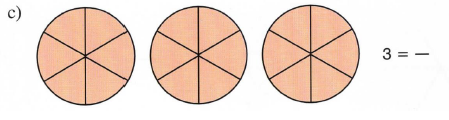 c)
3 = —